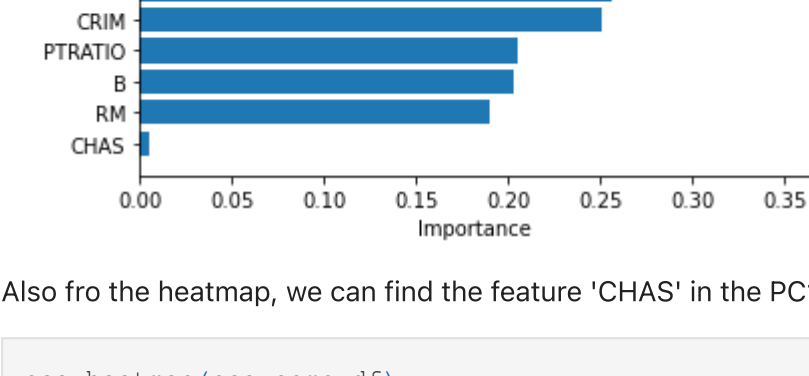 CRIM
PTRATIO
B
RM
CHAS
0.00 0.05 0.10 0.15 0.20 0.25 0.30 0.35
Importance
Also fro the heatmap, we can find the feature 'CHAS' in the